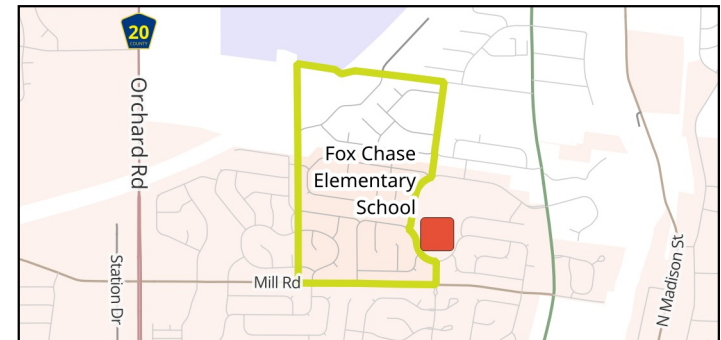 20
COUNTY
Orchard Rd
Fox Chase
Elementary
School
Station Dr
Mill Rd
N Madison St